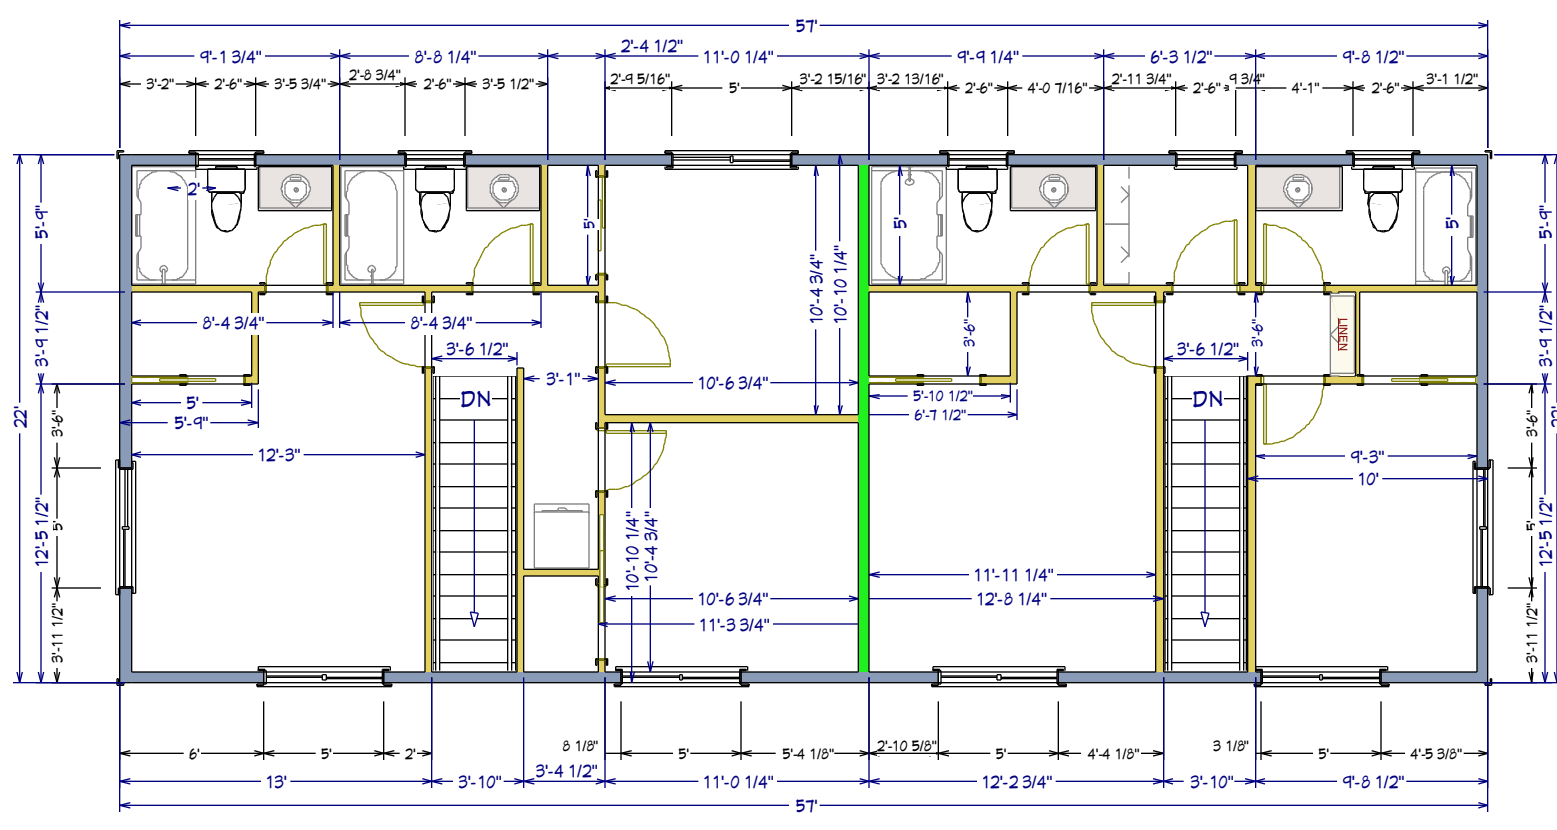 57'
9'-1 3/4" 8'-8 1/4" 2'-4 1/2" 11'-0 1/4" 9'-9 1/4" 6'-3 1/2" 9'-8 1/2"
3'-2" 2'-6" 3'-5 3/4" 2'-8 3/4" 2'-6" 3'-5 1/2" 2'-9 5/16" 5' 3'-2 15/16" 3'-2 13/16" 2'-6" 4'-0 7/16" 2'-11 3/4" 2'-6" 9 3/4" 4'-1" 2'-6" 3'-1 1/2"
2'
5'-9" 5' 5' 5' 5'-9"
10'-4 3/4" 10'-10 1/4"
8'-4 3/4" 8'-4 3/4"
3'-9 1/2" 3'-6" 3'-6" LINEN 3'-9 1/2"
3'-6 1/2" 3'-6 1/2"
3'-1" 10'-6 3/4"
5' DN 5'-10 1/2" DN
5'-9" 6'-7 1/2"
22' 3'-6" 3'-6"
12'-3" 9'-3"
10'
12'-5 1/2" 5' 10'-10 1/4" 10'-4 3/4" 5' 12'-5 1/2"
11'-11 1/4"
10'-6 3/4" 12'-8 1/4"
11'-3 3/4"
3'-11 1/2" 3'-11 1/2"
6' 5' 2' 8 1/8" 5' 5'-4 1/8" 2'-10 5/8" 5' 4'-4 1/8" 3 1/8" 5' 4'-5 3/8"
13' 3'-10" 3'-4 1/2" 11'-0 1/4" 12'-2 3/4" 3'-10" 9'-8 1/2"
57'